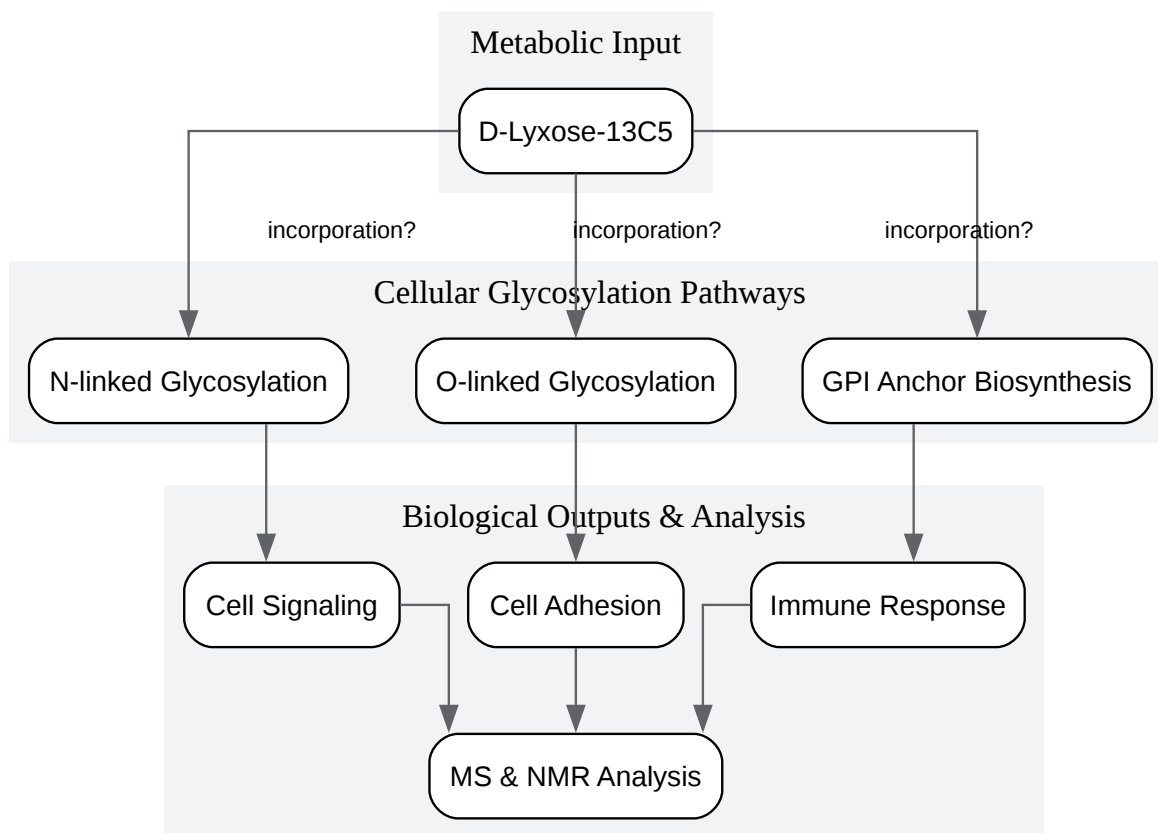 Metabolic Input
D-Lyxose-13C5
incorporation? incorporation? incorporation?
Cellular Glycosylation Pathways
N-linked Glycosylation O-linked Glycosylation GPI Anchor Biosynthesis
Biological Outputs & Analysis
Cell Signaling Cell Adhesion Immune Response
MS & NMR Analysis